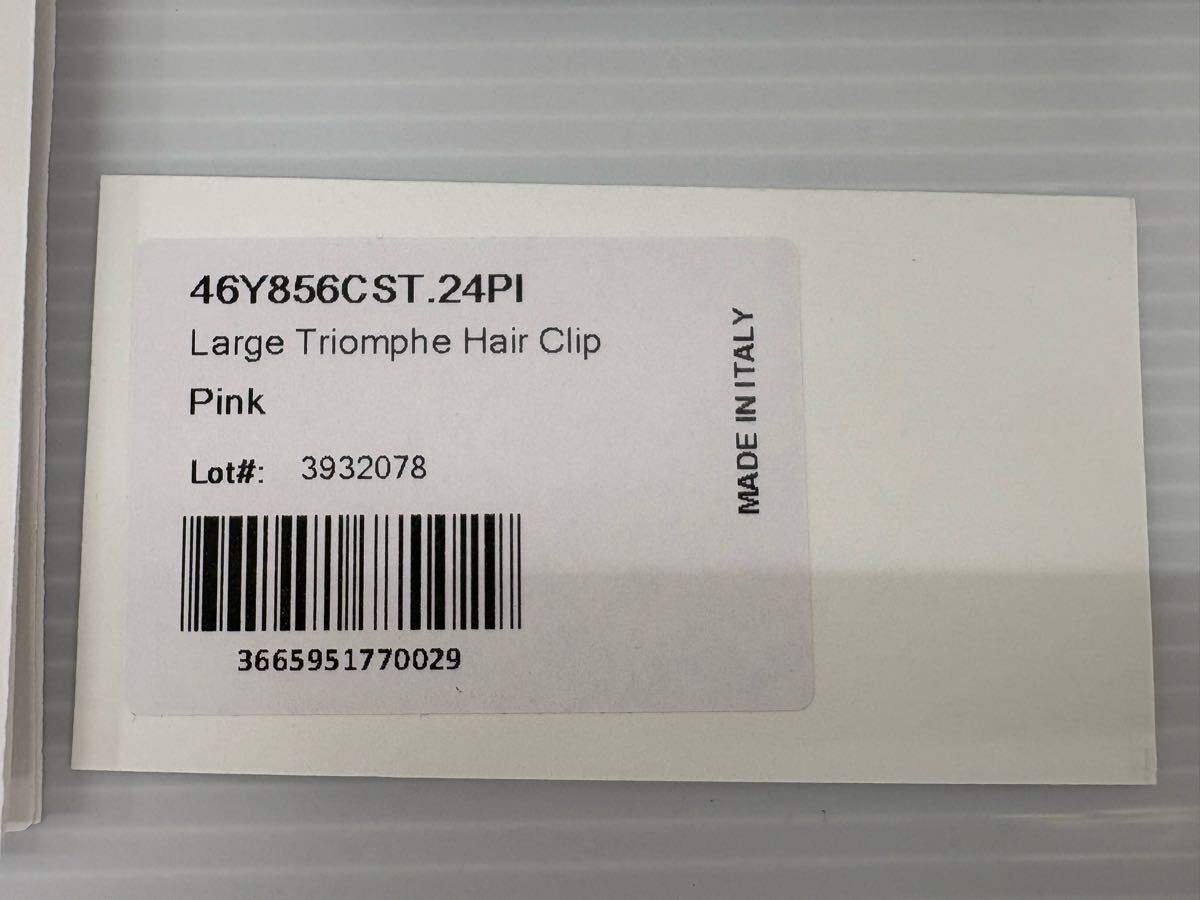 46Y856CST.24PI
Large Triomphe Hair Clip
Pink
Lot#: 3932078
3665951770029
MADE IN ITALY